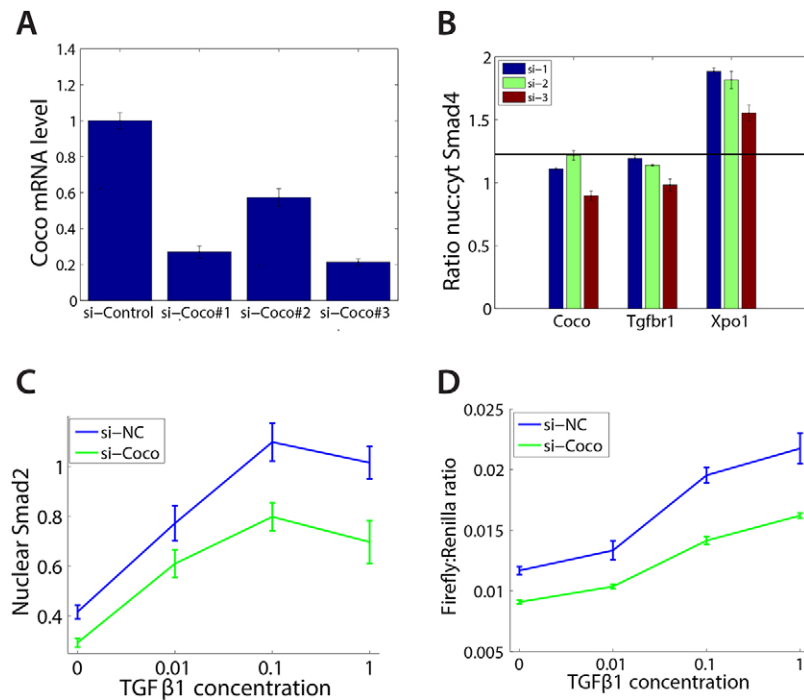 A
1.4
1.2
1
0.8
0.6
0.4
0.2
0
Coco mRNA level
si-Control si-Coco#1 si-Coco#2 si-Coco#3
B
si-1
si-2
si-3
2
1.5
1
0.5
0
Ratio nuc:cyt Smad4
Coco Tgfbr1 Xpo1
C
si-NC
si-Coco
1
0.8
0.6
0.4
Nuclear Smad2
0 0.01 0.1 1
TGFβ1 concentration
D
si-NC
si-Coco
0.025
0.02
0.015
0.01
0.005
Firefly:Renilla ratio
0 0.01 0.1 1
TGFβ1 concentration